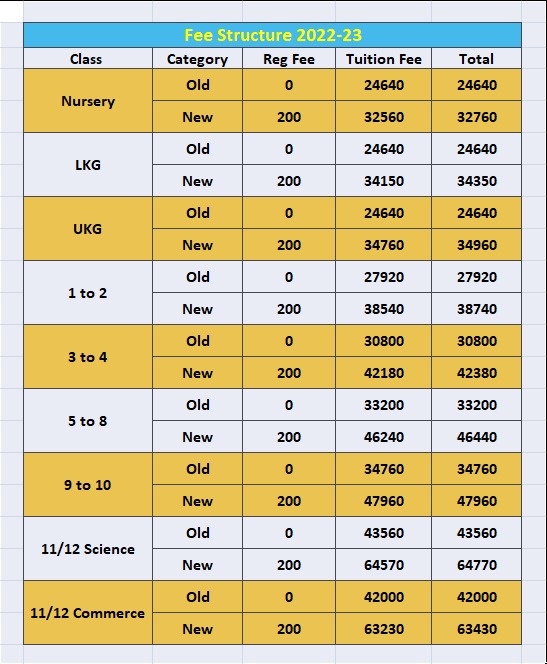 Fee Structure 2022-23
Class Category Reg Fee Tuition Fee Total
Nursery Old 0 24640 24640
New 200 32560 32760
LKG Old 0 24640 24640
New 200 34150 34350
UKG Old 0 24640 24640
New 200 34760 34960
1 to 2 Old 0 27920 27920
New 200 38540 38740
3 to 4 Old 0 30800 30800
New 200 42180 42380
5 to 8 Old 0 33200 33200
New 200 46240 46440
9 to 10 Old 0 34760 34760
New 200 47960 47960
11/12 Science Old 0 43560 43560
New 200 64570 64770
11/12 Commerce Old 0 42000 42000
New 200 63230 63430